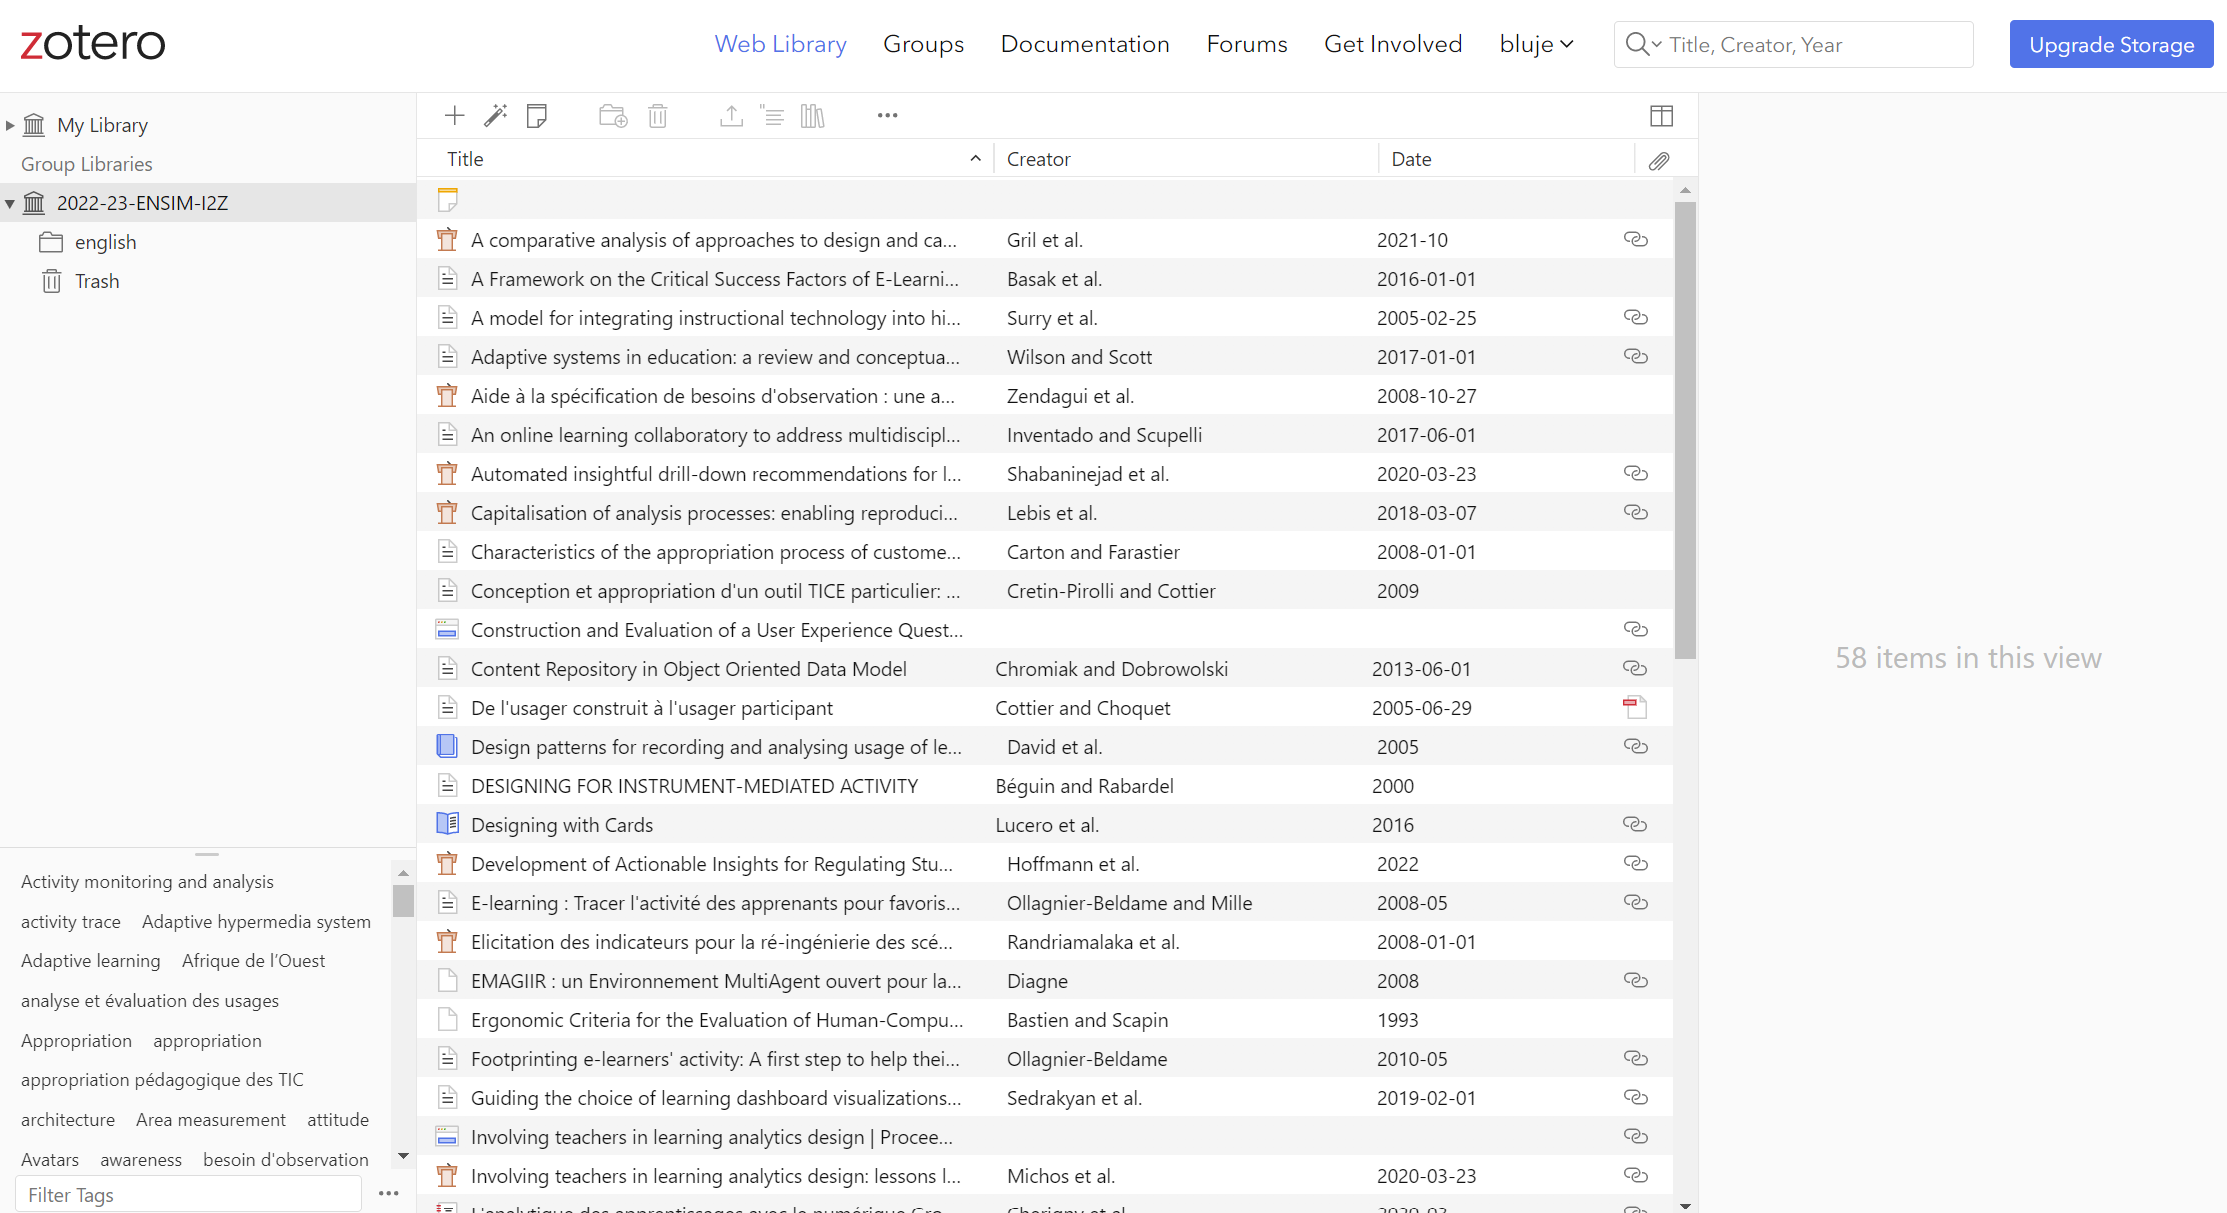 zotero
Web Library Groups Documentation Forums Get Involved bluje Title, Creator, Year Upgrade Storage
My Library
Group Libraries
2022-23-ENSIM-I2Z
english
Trash
Title Creator Date
A comparative analysis of approaches to design and ca... Gril et al. 2021-10
A Framework on the Critical Success Factors of E-Learni... Basak et al. 2016-01-01
A model for integrating instructional technology into hi... Surry et al. 2005-02-25
Adaptive systems in education: a review and conceptua... Wilson and Scott 2017-01-01
Aide à la spécification de besoins d'observation : une a... Zendagui et al. 2008-10-27
An online learning collaboratory to address multidiscipl... Inventado and Scupelli 2017-06-01
Automated insightful drill-down recommendations for l... Shabaninejad et al. 2020-03-23
Capitalisation of analysis processes: enabling reproduci... Lebis et al. 2018-03-07
Characteristics of the appropriation process of custome... Carton and Farastier 2008-01-01
Conception et appropriation d'un outil TICE particulier: ... Cretin-Pirolli and Cottier 2009
Construction and Evaluation of a User Experience Quest...
Content Repository in Object Oriented Data Model Chromiak and Dobrowolski 2013-06-01
De l'usager construit à l'usager participant Cottier and Choquet 2005-06-29
Design patterns for recording and analysing usage of le... David et al. 2005
DESIGNING FOR INSTRUMENT-MEDIATED ACTIVITY Béguin and Rabardel 2000
Designing with Cards Lucero et al. 2016
Development of Actionable Insights for Regulating Stu... Hoffmann et al. 2022
E-learning : Tracer l'activité des apprenants pour favoris... Ollagnier-Beldame and Mille 2008-05
Elicitation des indicateurs pour la ré-ingénierie des scé... Randriamalaka et al. 2008-01-01
EMAGIIR : un Environnement MultiAgent ouvert pour la... Diagne 2008
Ergonomic Criteria for the Evaluation of Human-Compu... Bastien and Scapin 1993
Footprinting e-learners' activity: A first step to help thei... Ollagnier-Beldame 2010-05
Guiding the choice of learning dashboard visualizations... Sedrakyan et al. 2019-02-01
Involving teachers in learning analytics design | Procee...
Involving teachers in learning analytics design: lessons l... Michos et al. 2020-03-23
58 items in this view
Activity monitoring and analysis
activity trace Adaptive hypermedia system
Adaptive learning Afrique de l’Ouest
analyse et évaluation des usages
Appropriation appropriation
appropriation pédagogique des TIC
architecture Area measurement attitude
Avatars awareness besoin d'observation
Filter Tags